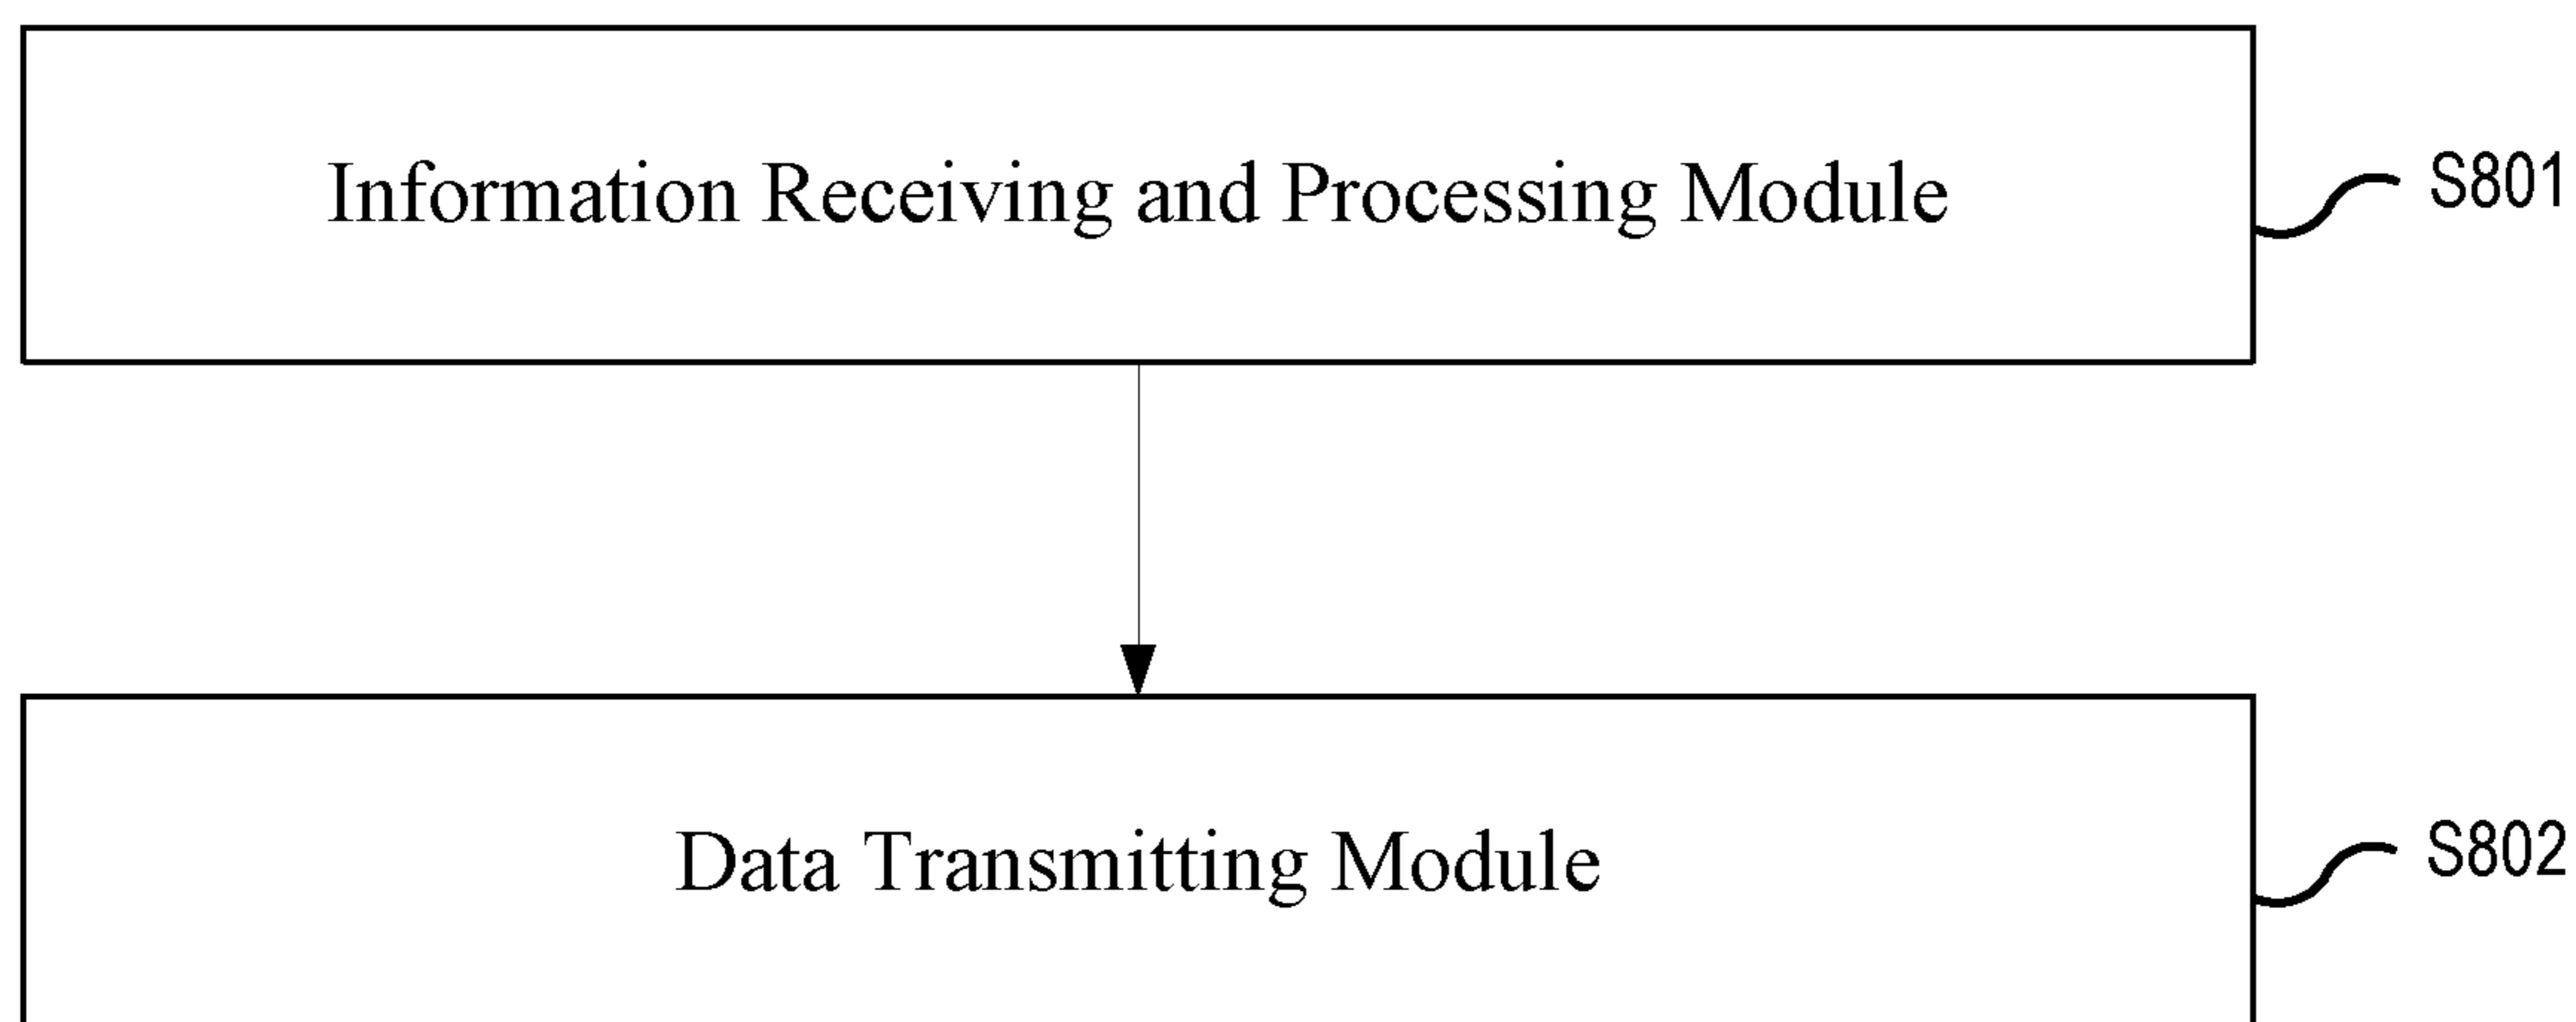 Information Receiving and Processing Module
S801
Data Transmitting Module
S802